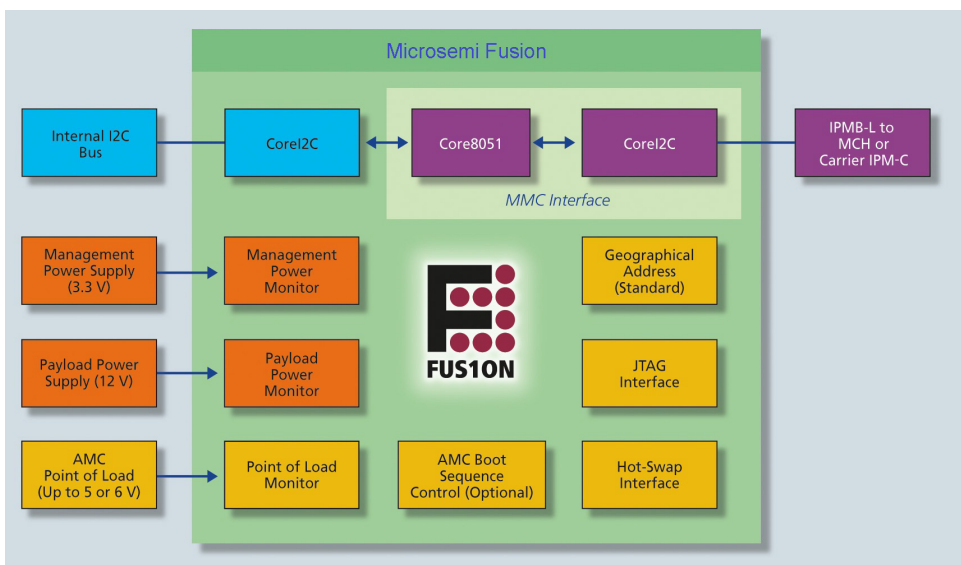 Microsemi Fusion
Internal I2C
Bus
CoreI2C
Core8051
CoreI2C
IPMB-L to
MCH or
Carrier IPM-C
MMC Interface
Management
Power Supply
(3.3 V)
Management
Power
Monitor
Geographical
Address
(Standard)
Payload Power
Supply (12 V)
Payload
Power
Monitor
FUS1ON
JTAG
Interface
AMC
Point of Load
(Up to 5 or 6 V)
Point of Load
Monitor
AMC Boot
Sequence
Control (Optional)
Hot-Swap
Interface